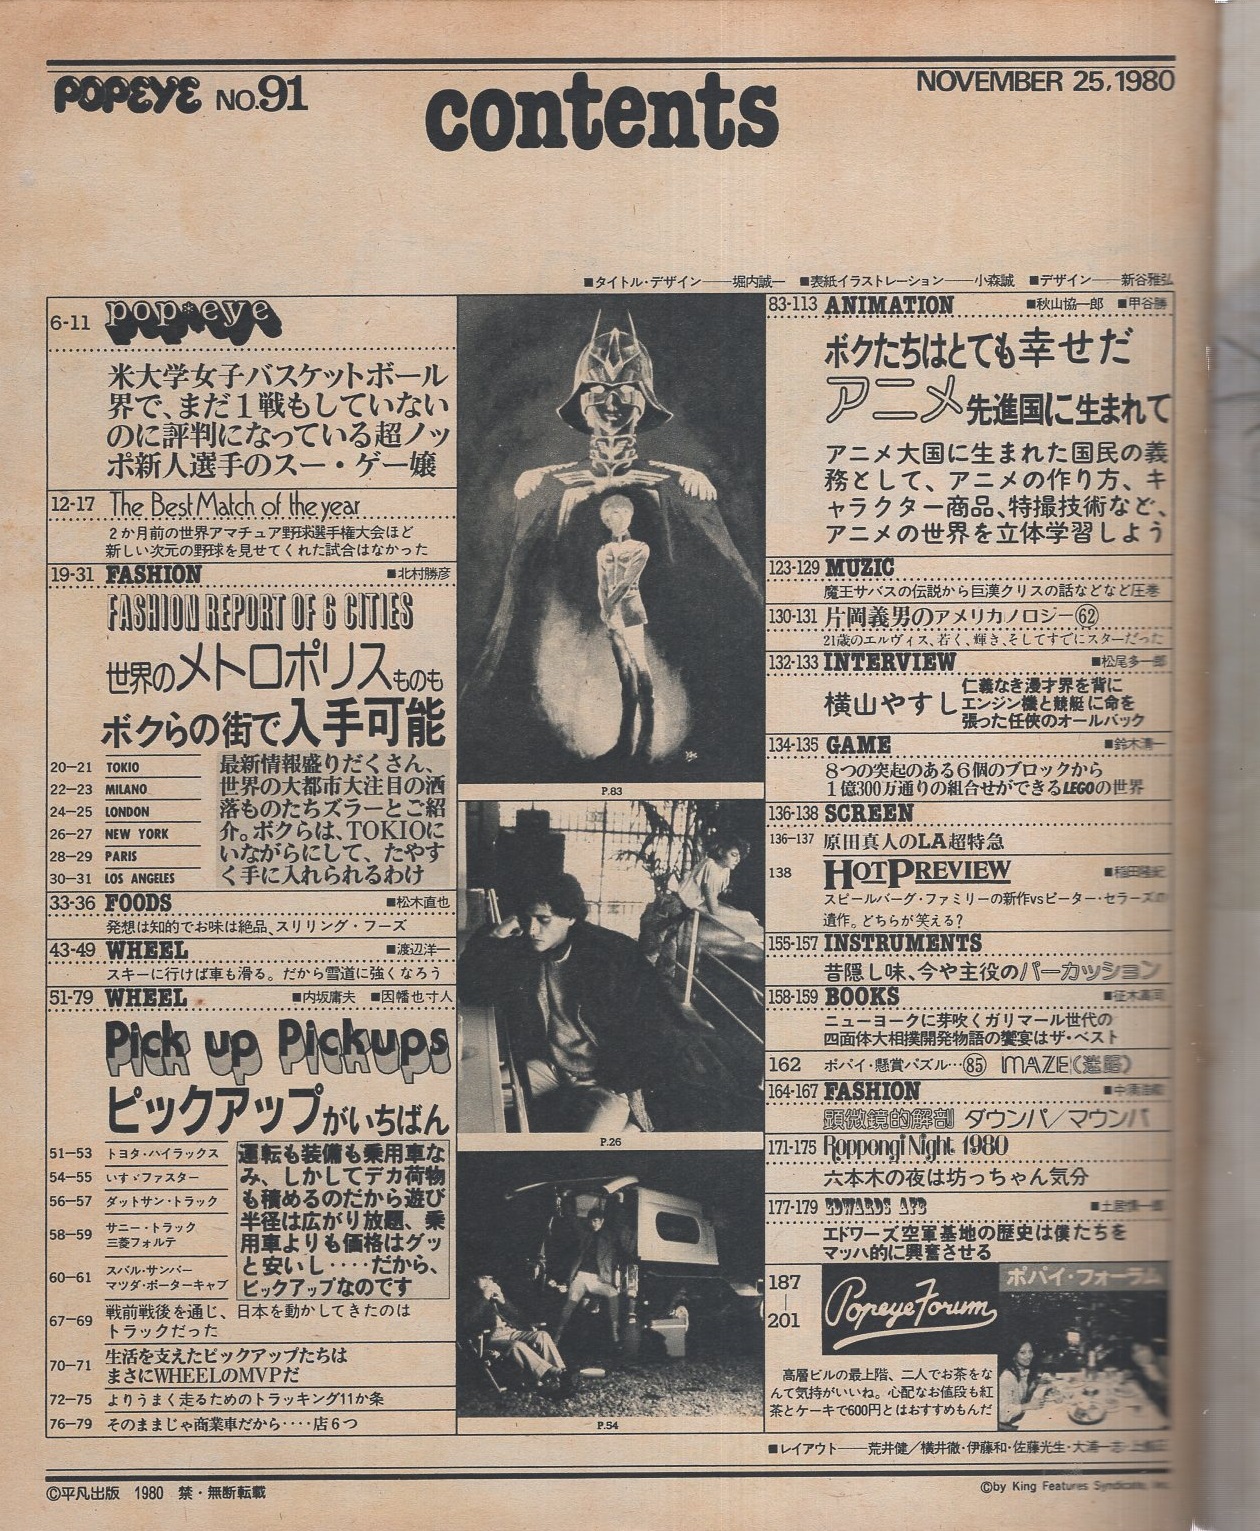 POPEYE NO.91
contents
NOVEMBER 25,1980
■タイトル・デザイン――堀内誠一 ■表紙イラストレーション――小森誠 ■デザイン――新谷雅弘
6-11 pop*eye
米大学女子バスケットボール
界で、まだ1戦もしていない
のに評判になっている超ノッ
ポ新人選手のスー・ゲー嬢
12-17 The Best Match of the year
2か月前の世界アマチュア野球選手権大会ほど
新しい次元の野球を見せてくれた試合はなかった
19-31 FASHION ■北村勝彦
FASHION REPORT OF 6 CITIES
世界のメトロポリスものも
ボクらの街で入手可能
20—21 TOKIO
22—23 MILANO
24—25 LONDON
26—27 NEW YORK
28—29 PARIS
30—31 LOS ANGELES
最新情報盛りだくさん、
世界の大都市大注目の洒
落ものたちズラーとご紹
介。ボクらは、TOKIOに
いながらにして、たやす
く手に入れられるわけ
33-36 FOODS ■松木直也
発想は知的でお味は絶品、スリリング・フーズ
43-49 WHEEL ■渡辺洋一
スキーに行けば車も滑る。だから雪道に強くなろう
51-79 WHEEL ■内坂庸夫 ■因幡也寸人
Pick up Pickups
ピックアップがいちばん
51—53 トヨタ・ハイラックス
54—55 いすゞファスター
56—57 ダットサン・トラック
58—59 サニー・トラック
三菱フォルテ
60—61 スバル・サンバー
マツダ・ポーターキャブ
運転も装備も乗用車な
み、しかしてデカ荷物
も積めるのだから遊び
半径は広がり放題、乗
用車よりも価格はグッ
と安いし‥‥だから、
ピックアップなのです
67—69 戦前戦後を通じ、日本を動かしてきたのは
トラックだった
70—71 生活を支えたピックアップたちは
まさにWHEELのMVPだ
72—75 よりうまく走るためのトラッキング11か条
76—79 そのままじゃ商業車だから‥‥店6つ
P.83
P.26
P.54
83-113 ANIMATION ■秋山協一郎 ■甲谷勝
ボクたちはとても幸せだ
アニメ先進国に生まれて
アニメ大国に生まれた国民の義
務として、アニメの作り方、キ
ャラクター商品、特撮技術など、
アニメの世界を立体学習しよう
123-129 MUZIC
魔王サバスの伝説から巨漢クリスの話などなど圧巻
130-131 片岡義男のアメリカノロジー62
21歳のエルヴィス、若く、輝き、そしてすでにスターだった
132-133 INTERVIEW ■松尾多一郎
横山やすし
仁義なき漫才界を背に
エンジン機と競艇に命を
張った任侠のオールバック
134-135 GAME ■鈴木清一
8つの突起のある6個のブロックから
1億300万通りの組合せができるLEGOの世界
136-138 SCREEN
136—137 原田真人のLA超特急
138 HOT PREVIEW ■稲田隆紀
スピールバーグ・ファミリーの新作vsピーター・セラーズの
遺作。どちらが笑える?
155-157 INSTRUMENTS
昔隠し味、今や主役のパーカッション
158-159 BOOKS
ニューヨークに芽吹くガリマール世代の
四面体大相撲開発物語の饗宴はザ・ベスト
162 ポパイ・懸賞パズル…85 MAZE(迷路)
164-167 FASHION
顕微鏡的解剖 ダウンパ/マウンパ
171-175 Roppongi Night 1980
六本木の夜は坊っちゃん気分
177-179 EDWARDS AFB ■土居慎一郎
エドワーズ空軍基地の歴史は僕たちを
マッハ的に興奮させる
187
|
201
Popeye Forum
ポパイ・フォーラム
高層ビルの最上階、二人でお茶をな
んて気持がいいね。心配なお値段も紅
茶とケーキで600円とはおすすめもんだ
■レイアウト――荒井健/横井徹・伊藤和・佐藤光生・大浦一志・
©平凡出版 1980 禁・無断転載
©by King Features Syndicate, Inc.